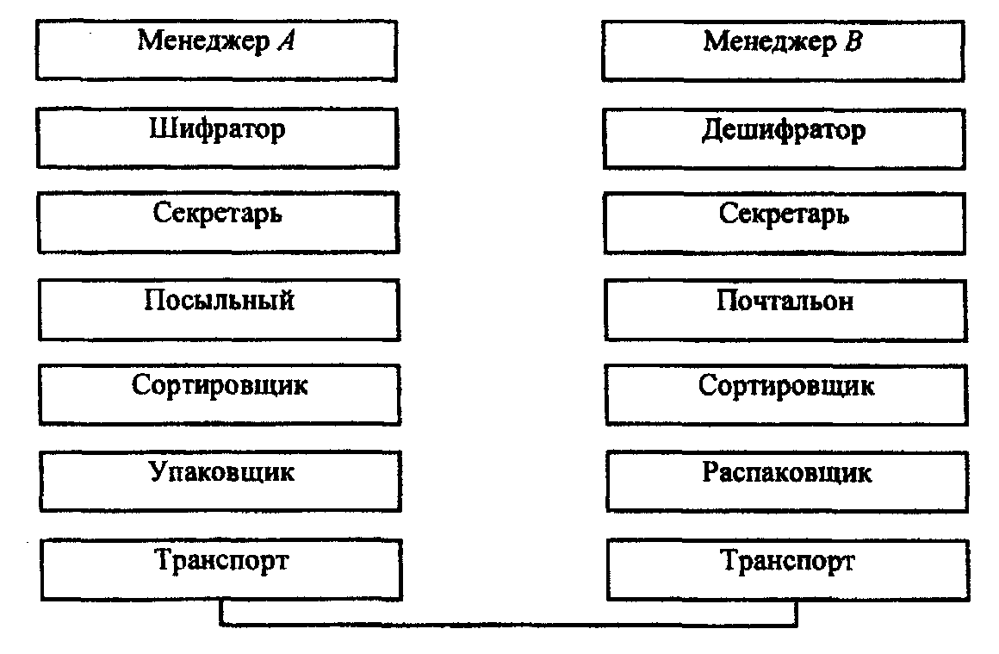 Менеджер A
Менеджер B
Шифратор
Дешифратор
Секретарь
Секретарь
Посыльный
Почтальон
Сортировщик
Сортировщик
Упаковщик
Распаковщик
Транспорт
Транспорт